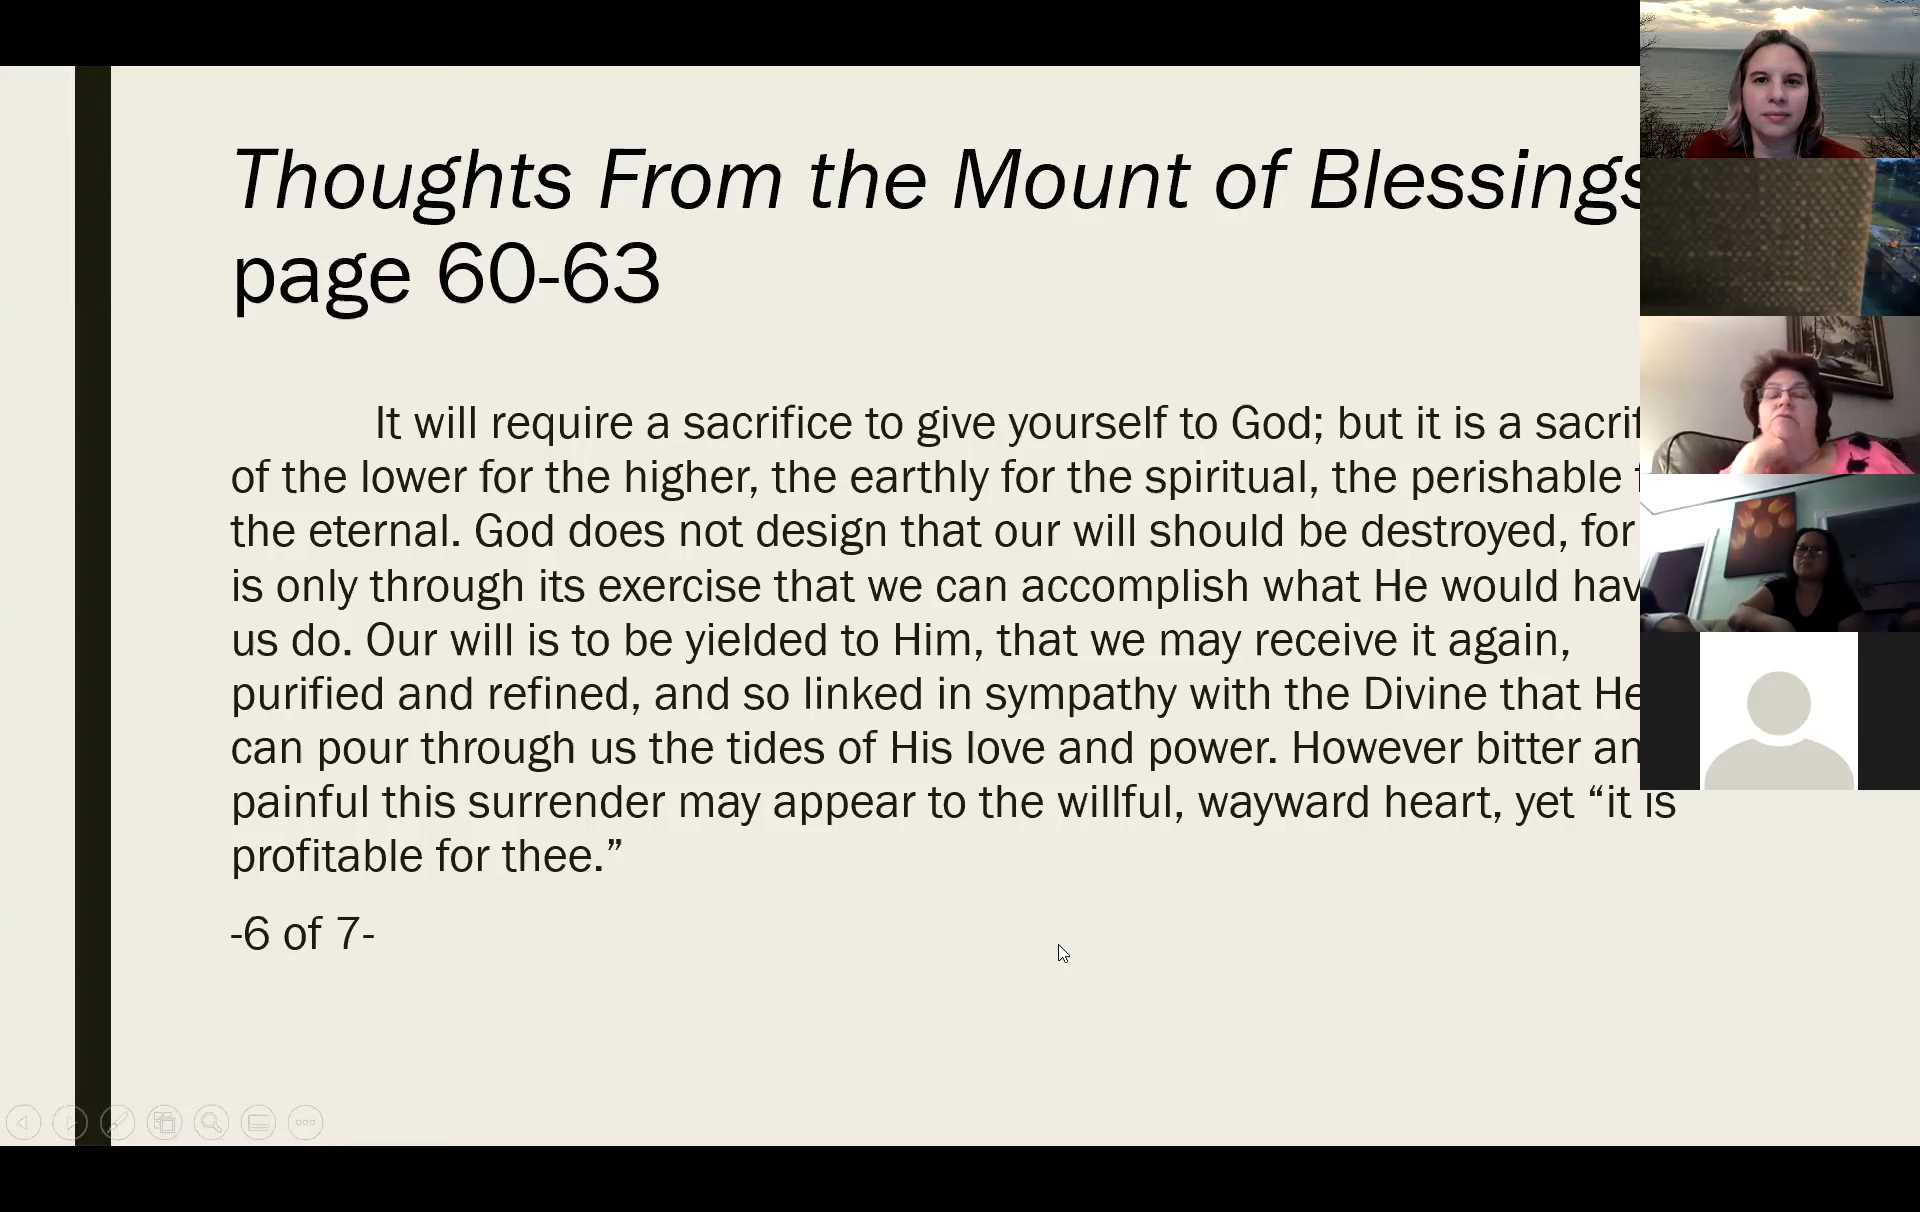 Thoughts From the Mount of Blessings
page 60-63
It will require a sacrifice to give yourself to God; but it is a
of the lower for the higher, the earthly for the spiritual, the perishable
the eternal. God does not design that our will should be destroyed, for
is only through its exercise that we can accomplish what He would
us do. Our will is to be yielded to Him, that we may receive it again,
purified and refined, and so linked in sympathy with the Divine that He
can pour through us the tides of His love and power. However bitter
painful this surrender may appear to the willful, wayward heart, yet “it is
profitable for thee.”
-6 of 7-